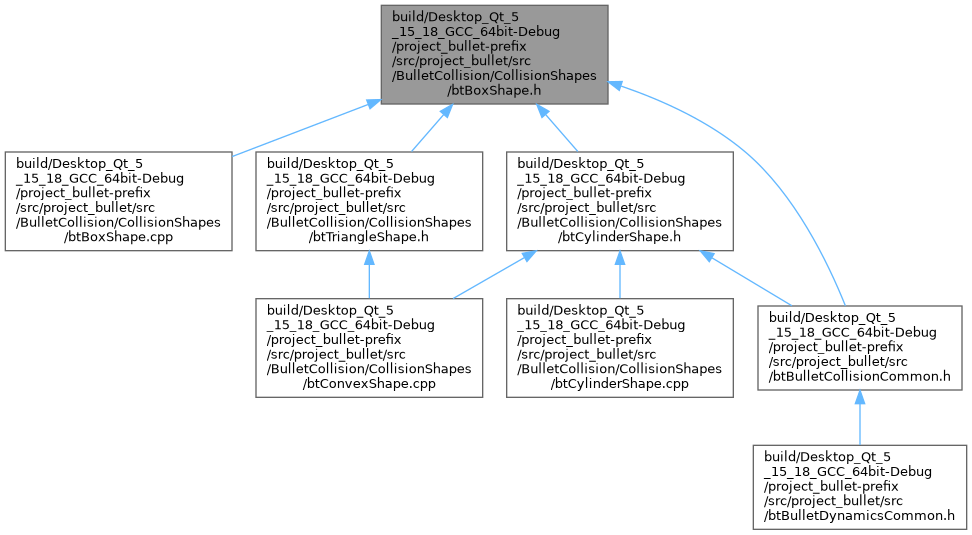 build/Desktop_Qt_5
_15_18_GCC_64bit-Debug
/project_bullet-prefix
/src/project_bullet/src
/BulletCollision/CollisionShapes
/btBoxShape.h
build/Desktop_Qt_5
_15_18_GCC_64bit-Debug
/project_bullet-prefix
/src/project_bullet/src
/BulletCollision/CollisionShapes
/btBoxShape.cpp
build/Desktop_Qt_5
_15_18_GCC_64bit-Debug
/project_bullet-prefix
/src/project_bullet/src
/BulletCollision/CollisionShapes
/btTriangleShape.h
build/Desktop_Qt_5
_15_18_GCC_64bit-Debug
/project_bullet-prefix
/src/project_bullet/src
/BulletCollision/CollisionShapes
/btCylinderShape.h
build/Desktop_Qt_5
_15_18_GCC_64bit-Debug
/project_bullet-prefix
/src/project_bullet/src
/BulletCollision/CollisionShapes
/btConvexShape.cpp
build/Desktop_Qt_5
_15_18_GCC_64bit-Debug
/project_bullet-prefix
/src/project_bullet/src
/BulletCollision/CollisionShapes
/btCylinderShape.cpp
build/Desktop_Qt_5
_15_18_GCC_64bit-Debug
/project_bullet-prefix
/src/project_bullet/src
/btBulletCollisionCommon.h
build/Desktop_Qt_5
_15_18_GCC_64bit-Debug
/project_bullet-prefix
/src/project_bullet/src
/btBulletDynamicsCommon.h